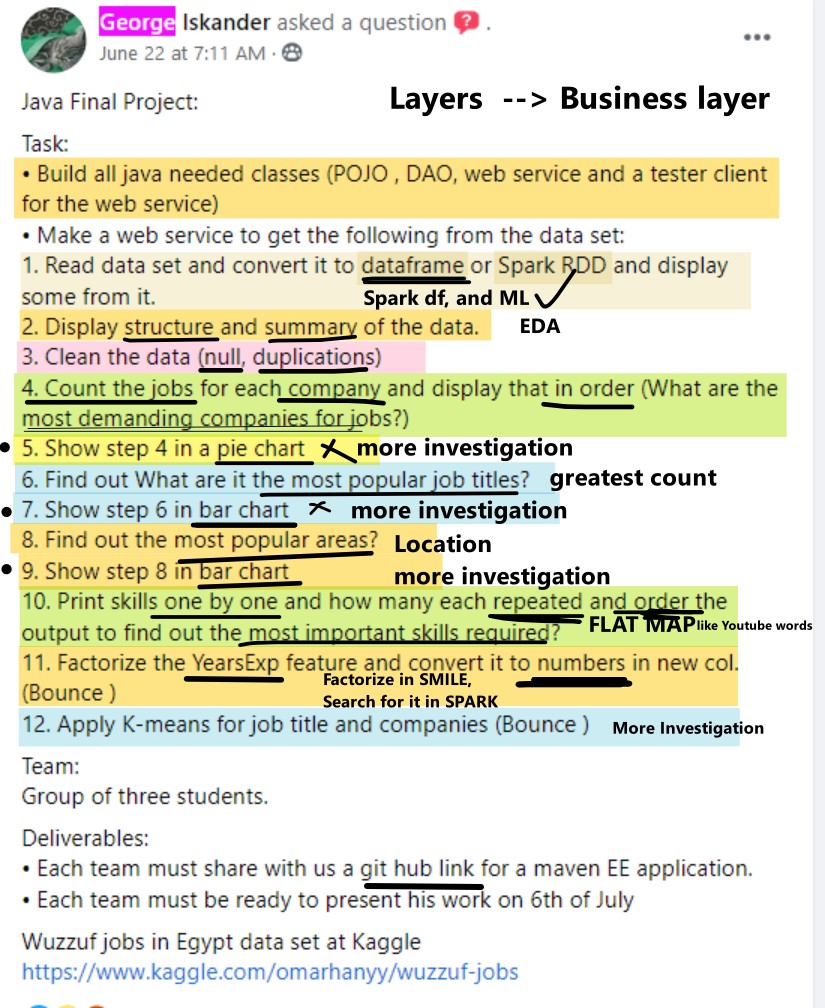 George Iskander asked a question ? .
June 22 at 7:11 AM ·
Java Final Project:
Layers --> Business layer
Task:
• Build all java needed classes (POJO , DAO, web service and a tester client
for the web service)
• Make a web service to get the following from the data set:
1. Read data set and convert it to dataframe or Spark RDD and display
some from it.
Spark df, and ML
2. Display structure and summary of the data.
EDA
3. Clean the data (null, duplications)
4. Count the jobs for each company and display that in order (What are the
most demanding companies for jobs?)
5. Show step 4 in a pie chart
more investigation
6. Find out What are it the most popular job titles?
greatest count
7. Show step 6 in bar chart
more investigation
8. Find out the most popular areas?
Location
9. Show step 8 in bar chart
more investigation
10. Print skills one by one and how many each repeated and order the
output to find out the most important skills required?
FLAT MAP like Youtube words
11. Factorize the YearsExp feature and convert it to numbers in new col.
(Bounce )
Factorize in SMILE,
Search for it in SPARK
12. Apply K-means for job title and companies (Bounce )
More Investigation
Team:
Group of three students.
Deliverables:
• Each team must share with us a git hub link for a maven EE application.
• Each team must be ready to present his work on 6th of July
Wuzzuf jobs in Egypt data set at Kaggle
https://www.kaggle.com/omarhanyy/wuzzuf-jobs